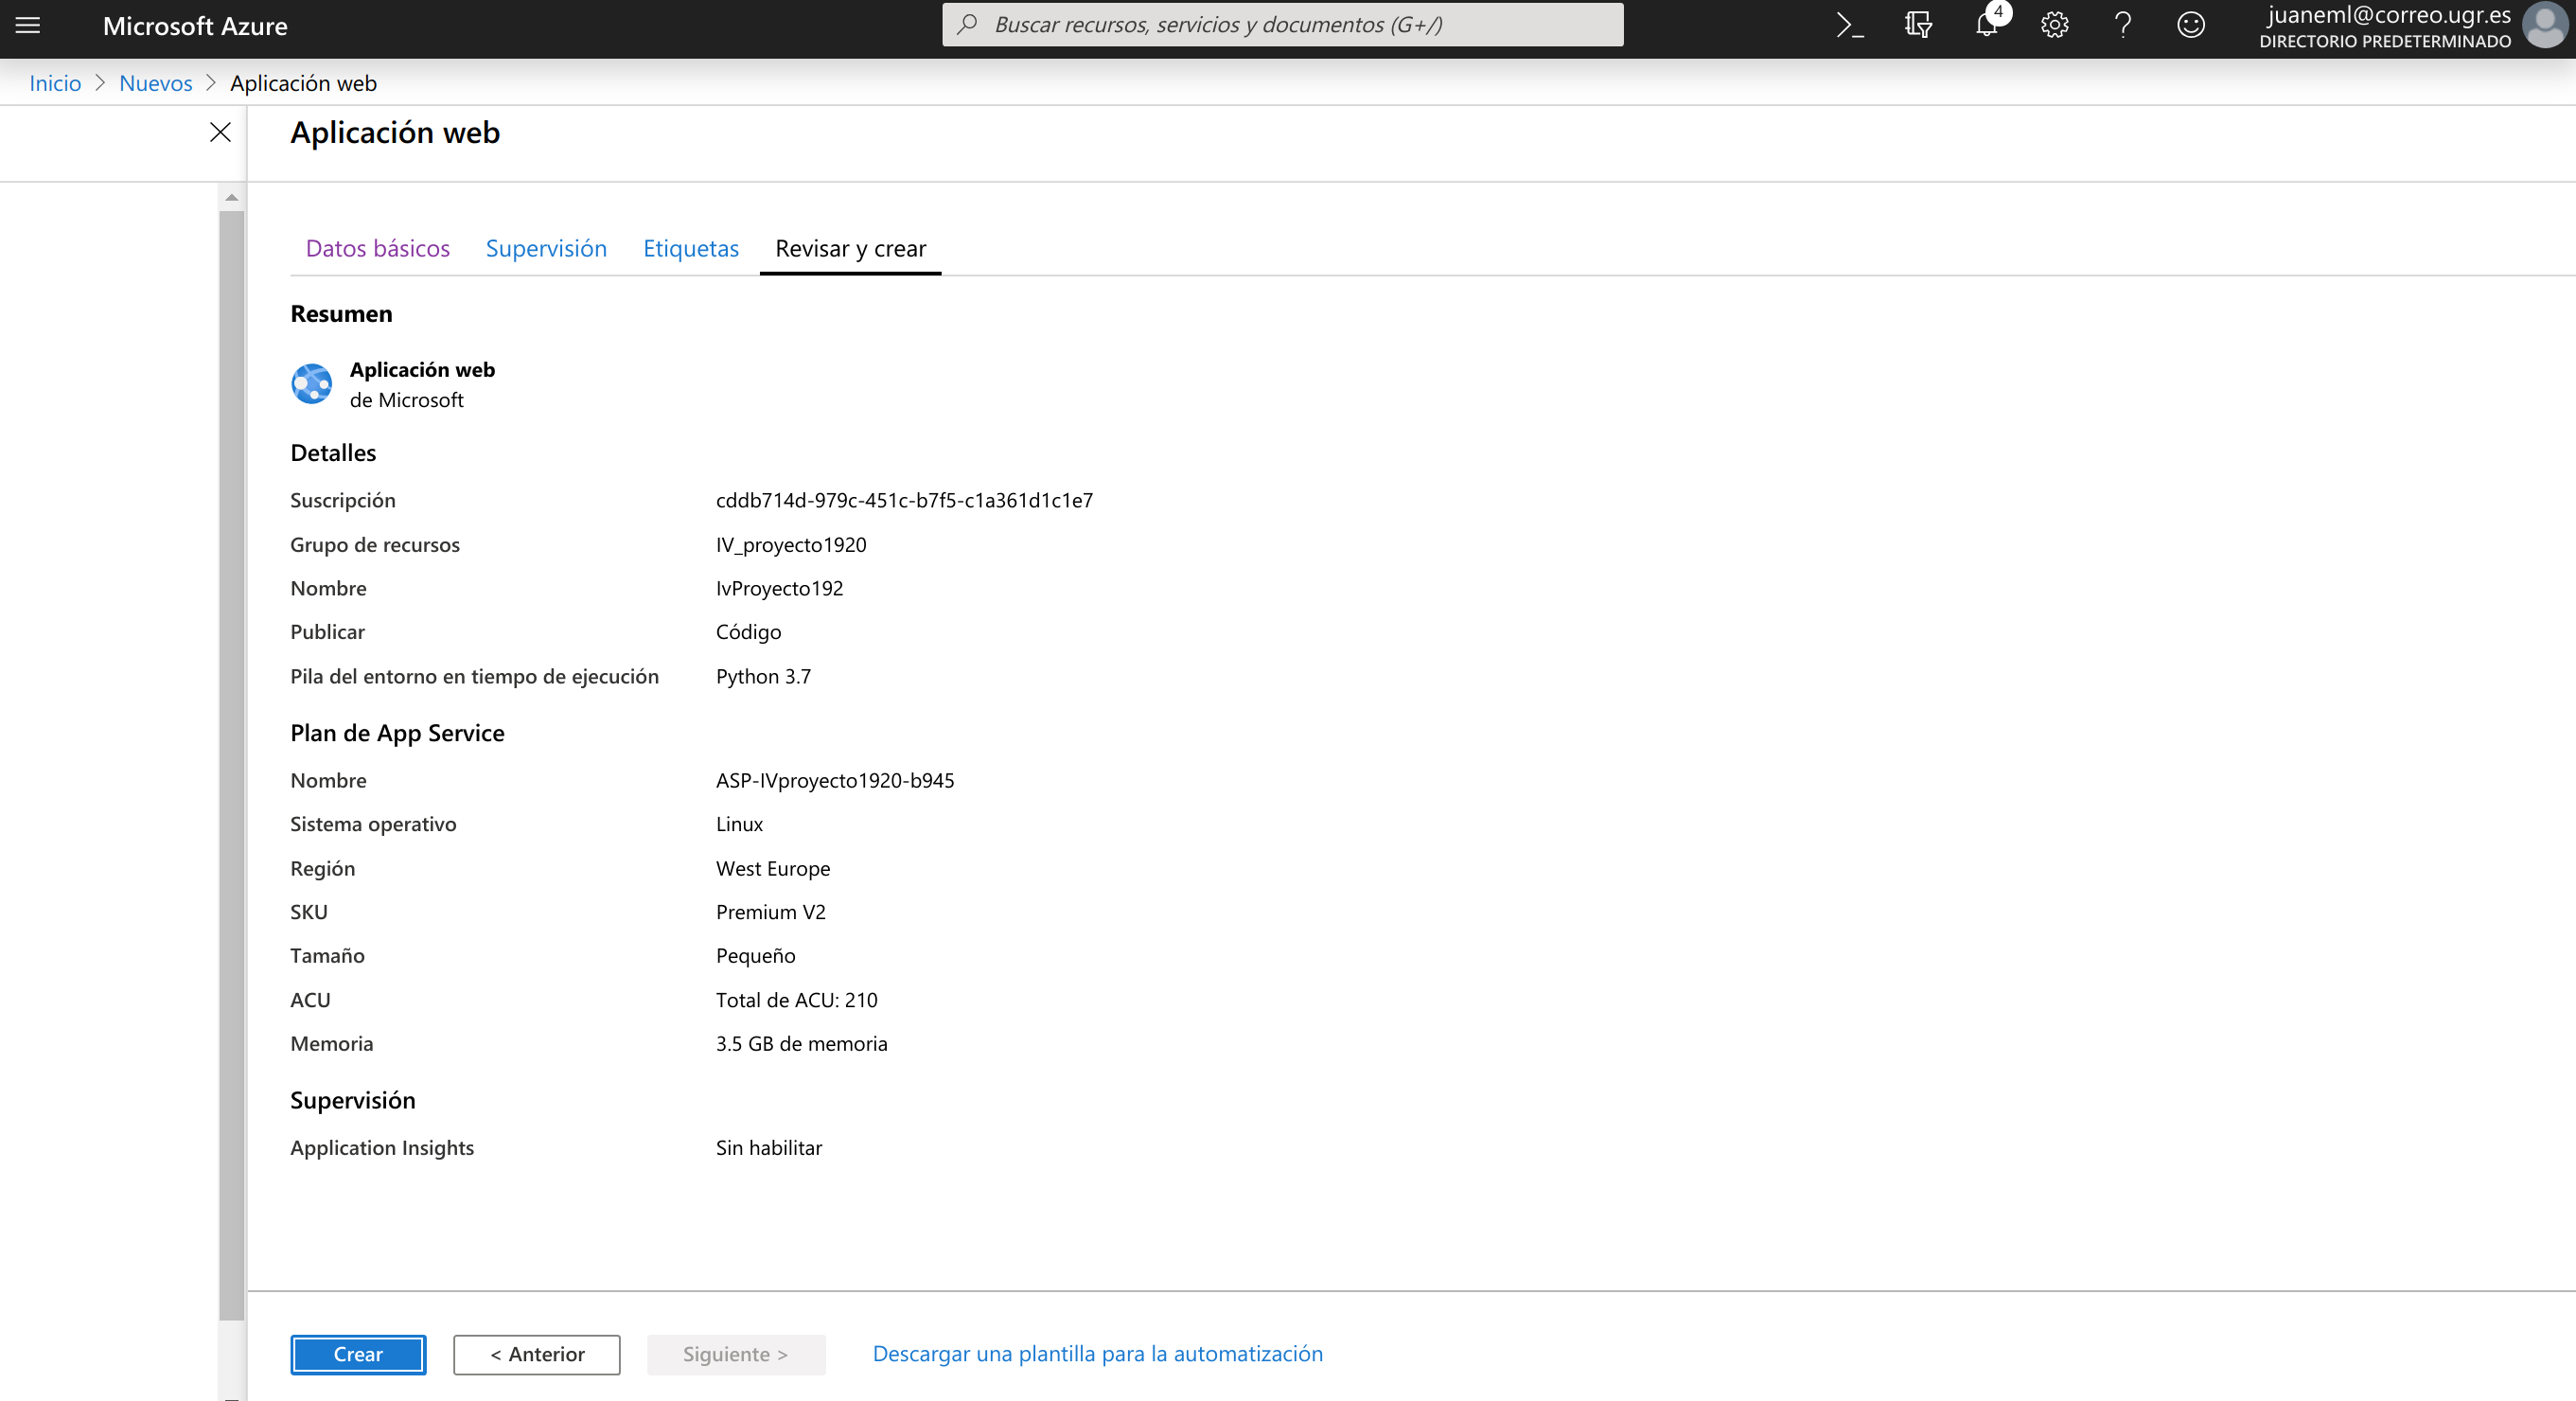 Microsoft Azure
Buscar recursos, servicios y documentos (G+/)
4
juaneml@correo.ugr.es
DIRECTORIO PREDETERMINADO
Inicio > Nuevos > Aplicación web
Aplicación web
Datos básicos Supervisión Etiquetas Revisar y crear
Resumen
Aplicación web
de Microsoft
Detalles
Suscripción cddb714d-979c-451c-b7f5-c1a361d1c1e7
Grupo de recursos IV_proyecto1920
Nombre IvProyecto192
Publicar Código
Pila del entorno en tiempo de ejecución Python 3.7
Plan de App Service
Nombre ASP-IVproyecto1920-b945
Sistema operativo Linux
Región West Europe
SKU Premium V2
Tamaño Pequeño
ACU Total de ACU: 210
Memoria 3.5 GB de memoria
Supervisión
Application Insights Sin habilitar
Crear < Anterior Siguiente > Descargar una plantilla para la automatización